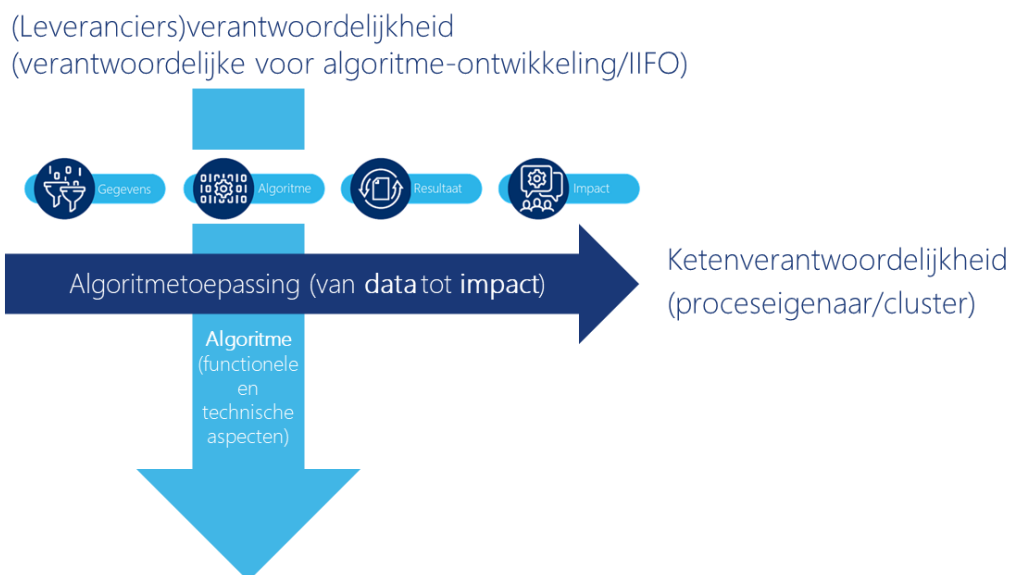 (Leveranciers)verantwoordelijkheid
(verantwoordelijke voor algoritme-ontwikkeling/IIFO)
Gegevens
Algoritme
Resultaat
Impact
Algoritmetoepassing (van data tot impact)
Ketenverantwoordelijkheid
(proceseigenaar/cluster)
Algoritme
(functionele
en
technische
aspecten)